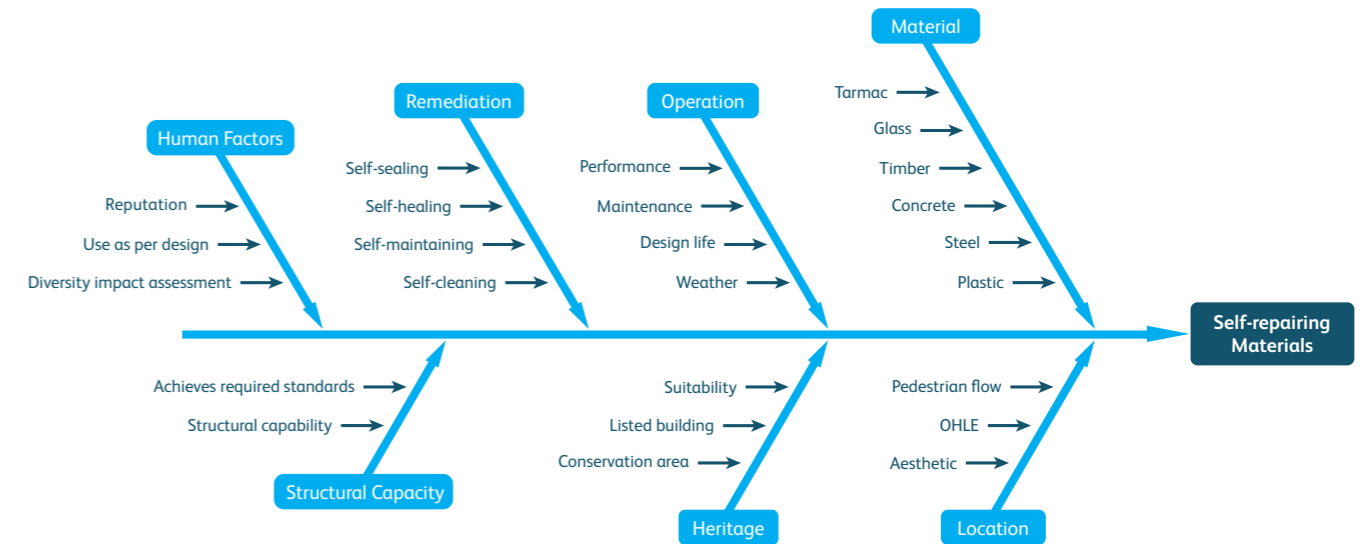 Material
Tarmac
Glass
Timber
Concrete
Steel
Plastic
Operation
Performance
Maintenance
Design life
Weather
Remediation
Self-sealing
Self-healing
Self-maintaining
Self-cleaning
Human Factors
Reputation
Use as per design
Diversity impact assessment
Self-repairing
Materials
Achieves required standards
Structural capability
Structural Capacity
Suitability
Listed building
Conservation area
Heritage
Pedestrian flow
OHLE
Aesthetic
Location